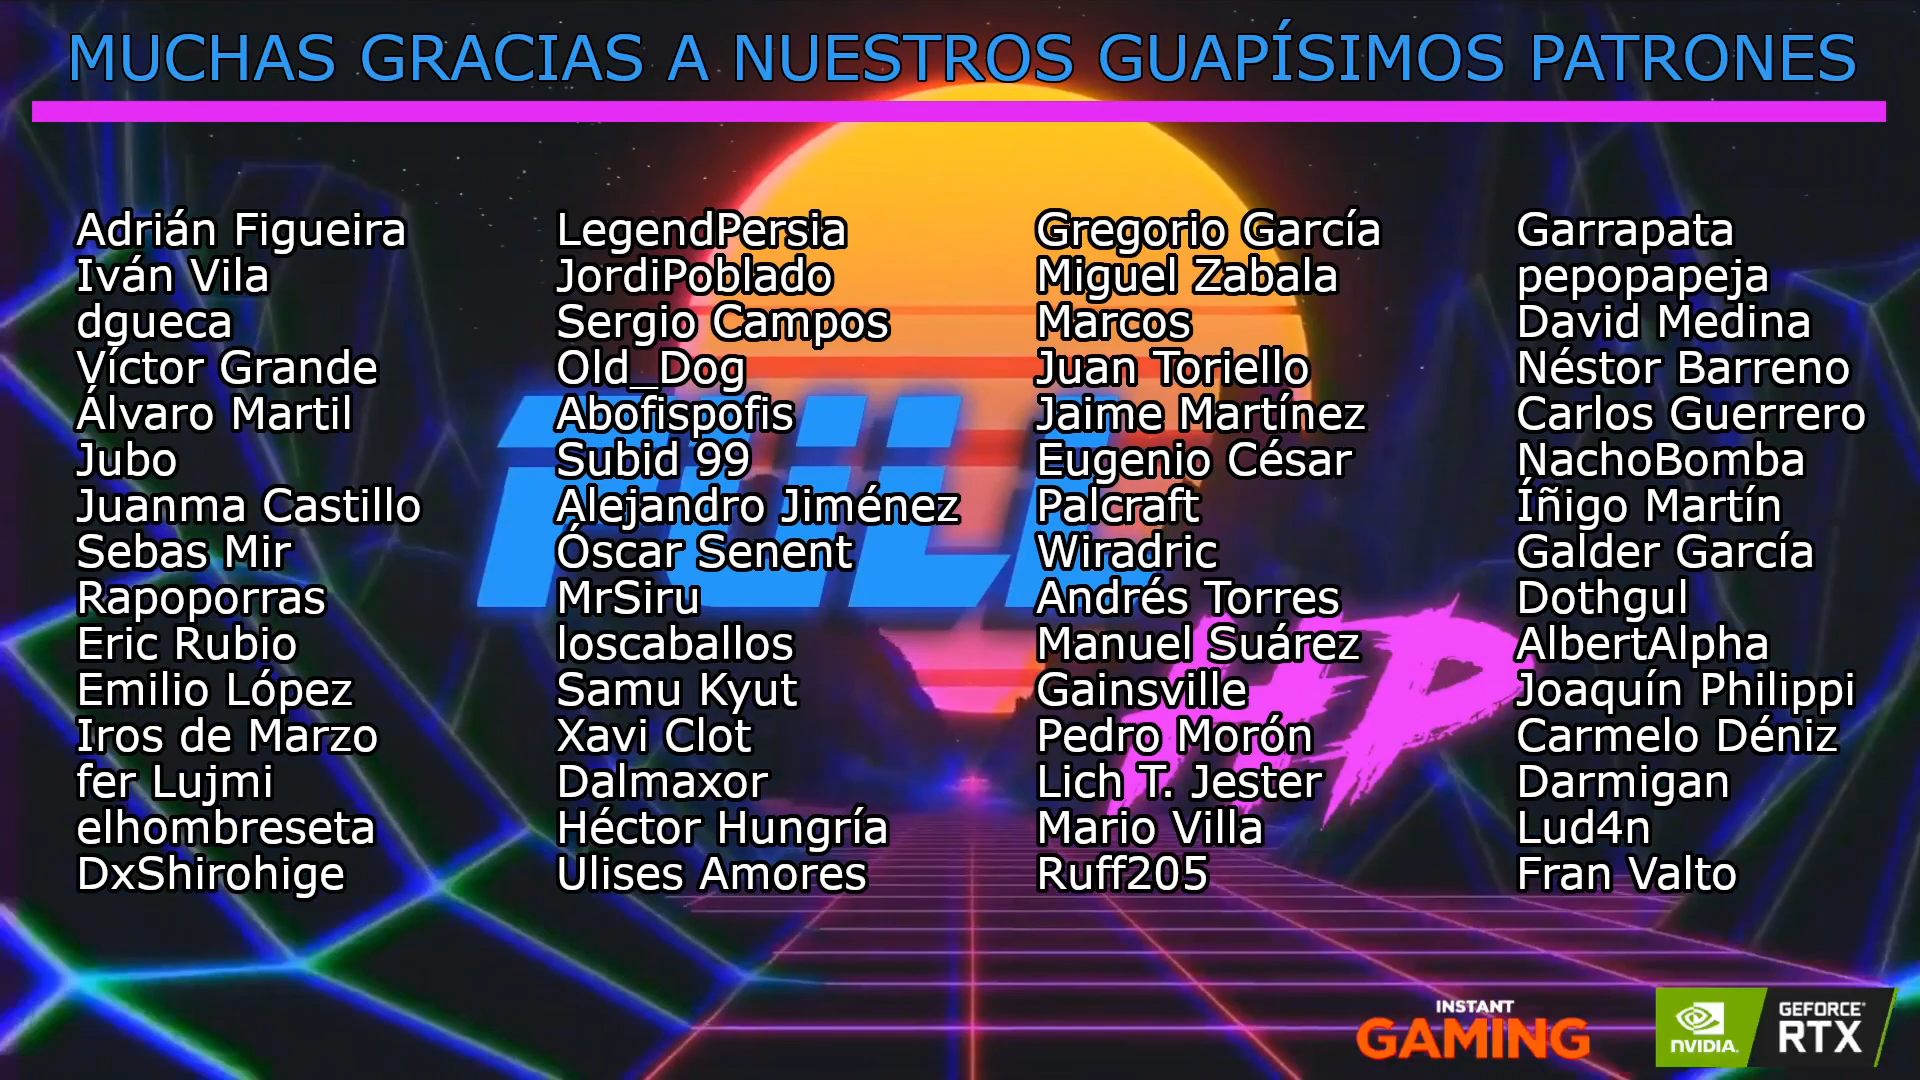 MUCHAS GRACIAS A NUESTROS GUAPÍSIMOS PATRONES
Adrián Figueira
Iván Vila
dgueca
Víctor Grande
Álvaro Martil
Jubo
Juanma Castillo
Sebas Mir
Rapoporras
Eric Rubio
Emilio López
Iros de Marzo
fer Lujmi
elhombreseta
DxShirohige
LegendPersia
JordiPoblado
Sergio Campos
Old_Dog
Abofispofis
Subid 99
Alejandro Jiménez
Óscar Senent
MrSiru
loscaballos
Samu Kyut
Xavi Clot
Dalmaxor
Héctor Hungría
Ulises Amores
Gregorio García
Miguel Zabala
Marcos
Juan Toriello
Jaime Martínez
Eugenio César
Palcraft
Wiradric
Andrés Torres
Manuel Suárez
Gainsville
Pedro Morón
Lich T. Jester
Mario Villa
Ruff205
Garrapata
pepopapeja
David Medina
Néstor Barreno
Carlos Guerrero
NachoBomba
Íñigo Martín
Galder García
Dothgul
AlbertAlpha
Joaquín Philippi
Carmelo Déniz
Darmigan
Lud4n
Fran Valto
HP
INSTANT
GAMING
NVIDIA.
GEFORCE
RTX